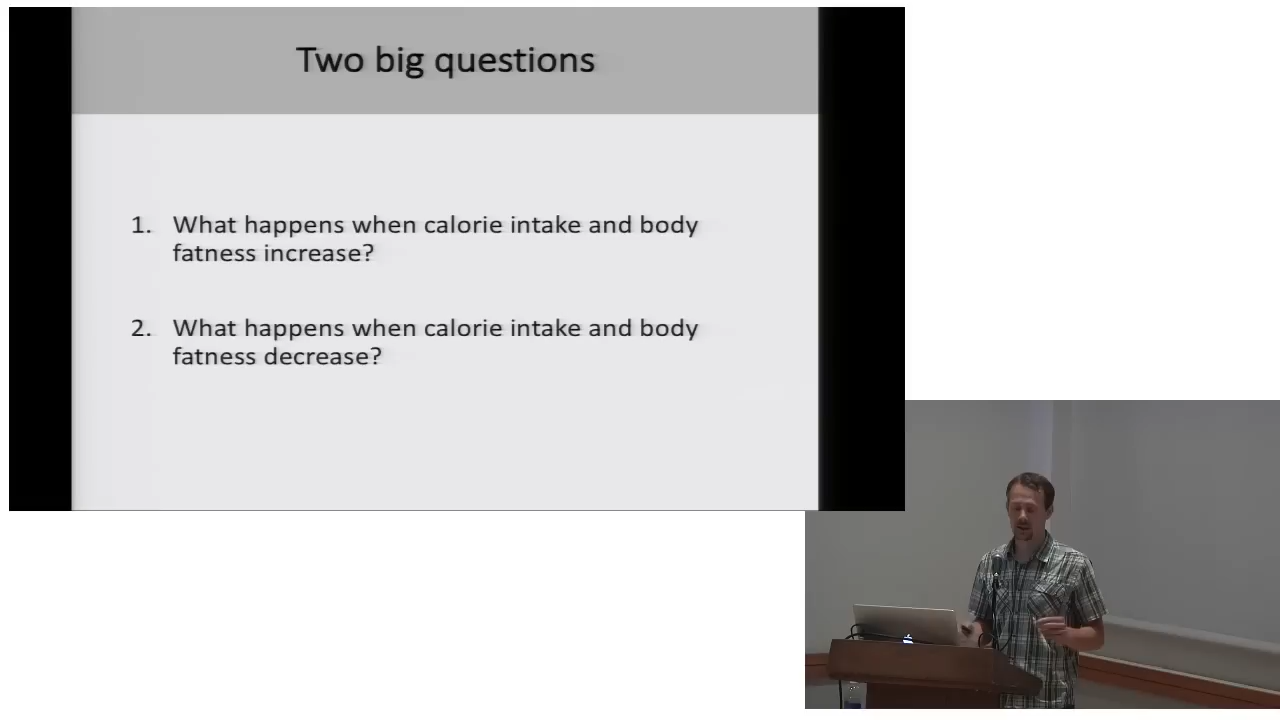 Two big questions
1. What happens when calorie intake and body
fatness increase?
2. What happens when calorie intake and body
fatness decrease?